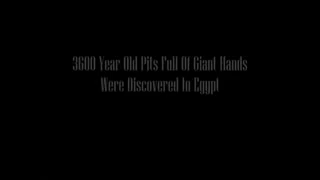 3600 Year Old Pits Full Of Giant Hands
Were Discovered In Egypt